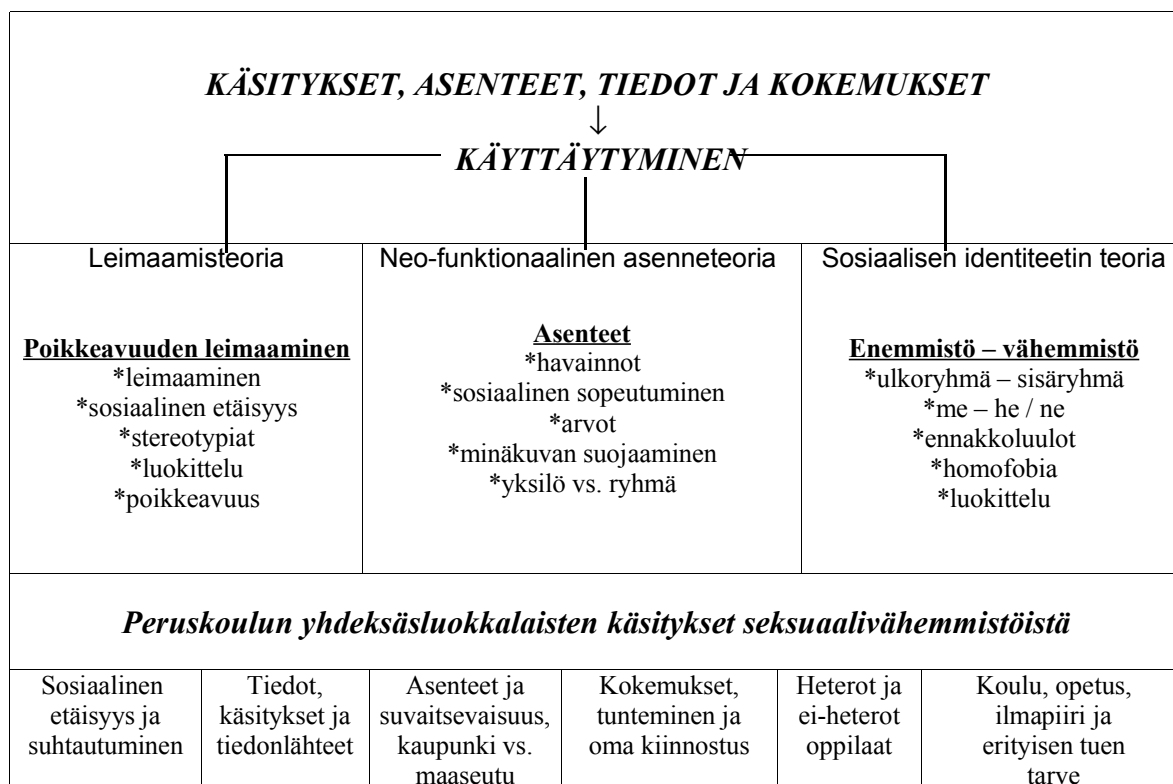 KÄSITYKSET, ASENTEET, TIEDOT JA KOKEMUKSET
↓
KÄYTTÄYTYMINEN
Leimaamisteoria
Poikkeavuuden leimaaminen
*leimaaminen
*sosiaalinen etäisyys
*stereotypiat
*luokittelu
*poikkeavuus
Neo-funktionaalinen asenneteoria
Asenteet
*havainnot
*sosiaalinen sopeutuminen
*arvot
*minäkuvan suojaaminen
*yksilö vs. ryhmä
Sosiaalisen identiteetin teoria
Enemmistö – vähemmistö
*ulkoryhmä – sisäryhmä
*me – he / ne
*ennakkoluulot
*homofobia
*luokittelu
Peruskoulun yhdeksäsluokkalaisten käsitykset seksuaalivähemmistöistä
Sosiaalinen
etäisyys ja
suhtautuminen
Tiedot,
käsitykset ja
tiedonlähteet
Asenteet ja
suvaitsevaisuus,
kaupunki vs.
maaseutu
Kokemukset,
tunteminen ja
oma kiinnostus
Heterot ja
ei-heterot
oppilaat
Koulu, opetus,
ilmapiiri ja
erityisen tuen
tarve